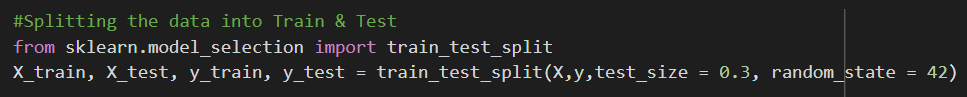 #Splitting the data into Train & Test
from sklearn.model_selection import train_test_split
X_train, X_test, y_train, y_test = train_test_split(X,y,test_size = 0.3, random_state = 42)